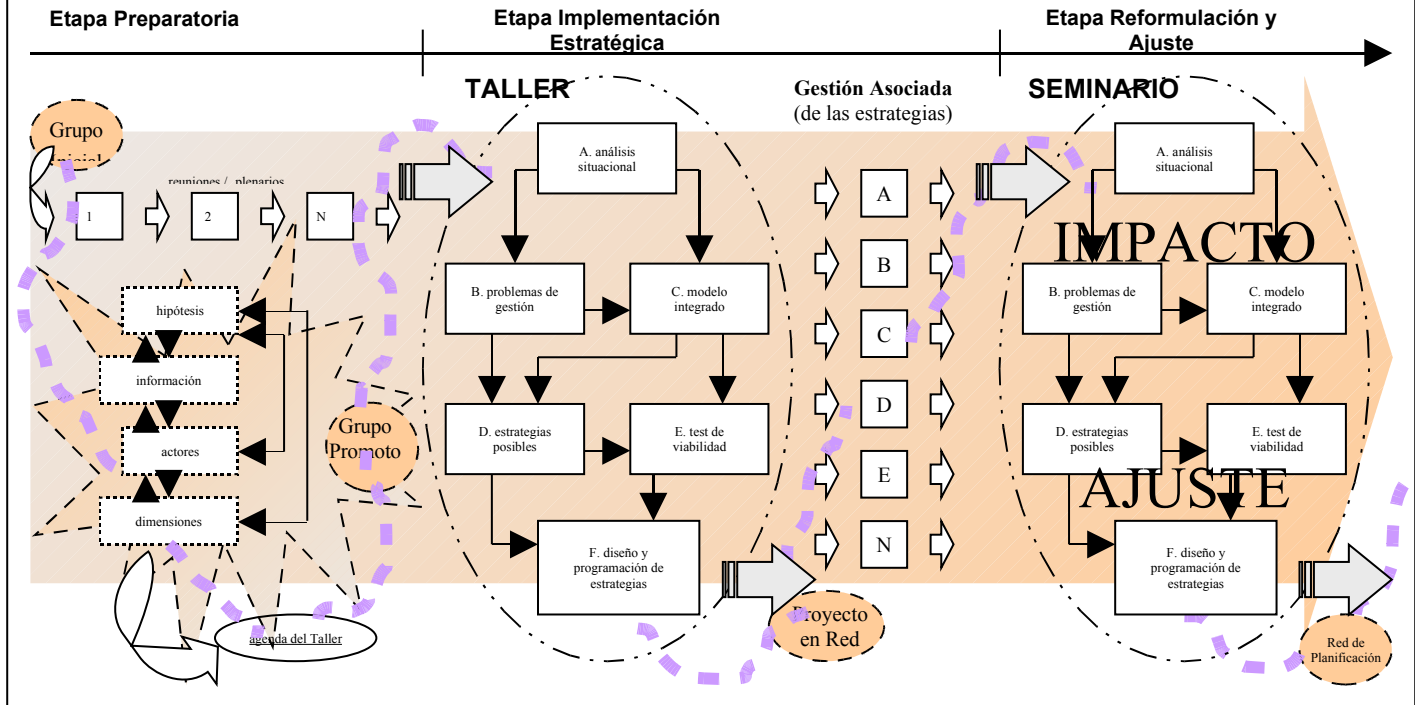 Etapa Preparatoria
Etapa Implementación
Estratégica
Etapa Reformulación y
Ajuste
TALLER
Gestión Asociada
(de las estrategias)
SEMINARIO
Grupo
Inicial
reuniones / plenarios
1
2
N
hipótesis
información
actores
dimensiones
Grupo
Promoto
agenda del Taller
A. análisis
situacional
B. problemas de
gestión
C. modelo
integrado
D. estrategias
posibles
E. test de
viabilidad
F. diseño y
programación de
estrategias
A
B
C
D
E
N
Proyecto
en Red
A. análisis
situacional
IMPACTO
B. problemas de
gestión
C. modelo
integrado
D. estrategias
posibles
E. test de
viabilidad
AJUSTE
F. diseño y
programación de
estrategias
Red de
Planificación